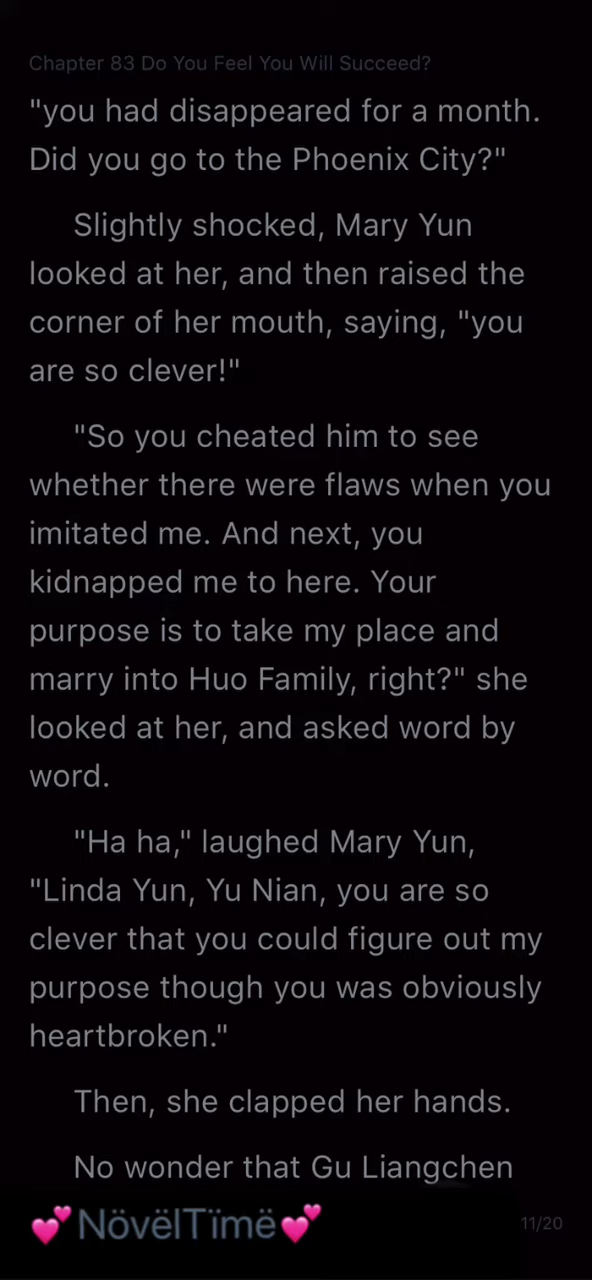 Chapter 83 Do You Feel You Will Succeed?
"you had disappeared for a month.
Did you go to the Phoenix City?"
Slightly shocked, Mary Yun
looked at her, and then raised the
corner of her mouth, saying, "you
are so clever!"
"So you cheated him to see
whether there were flaws when you
imitated me. And next, you
kidnapped me to here. Your
purpose is to take my place and
marry into Huo Family, right?" she
looked at her, and asked word by
word.
"Ha ha," laughed Mary Yun,
"Linda Yun, Yu Nian, you are so
clever that you could figure out my
purpose though you was obviously
heartbroken."
Then, she clapped her hands.
No wonder that Gu Liangchen
💕NövëlTïmë💕
11/20